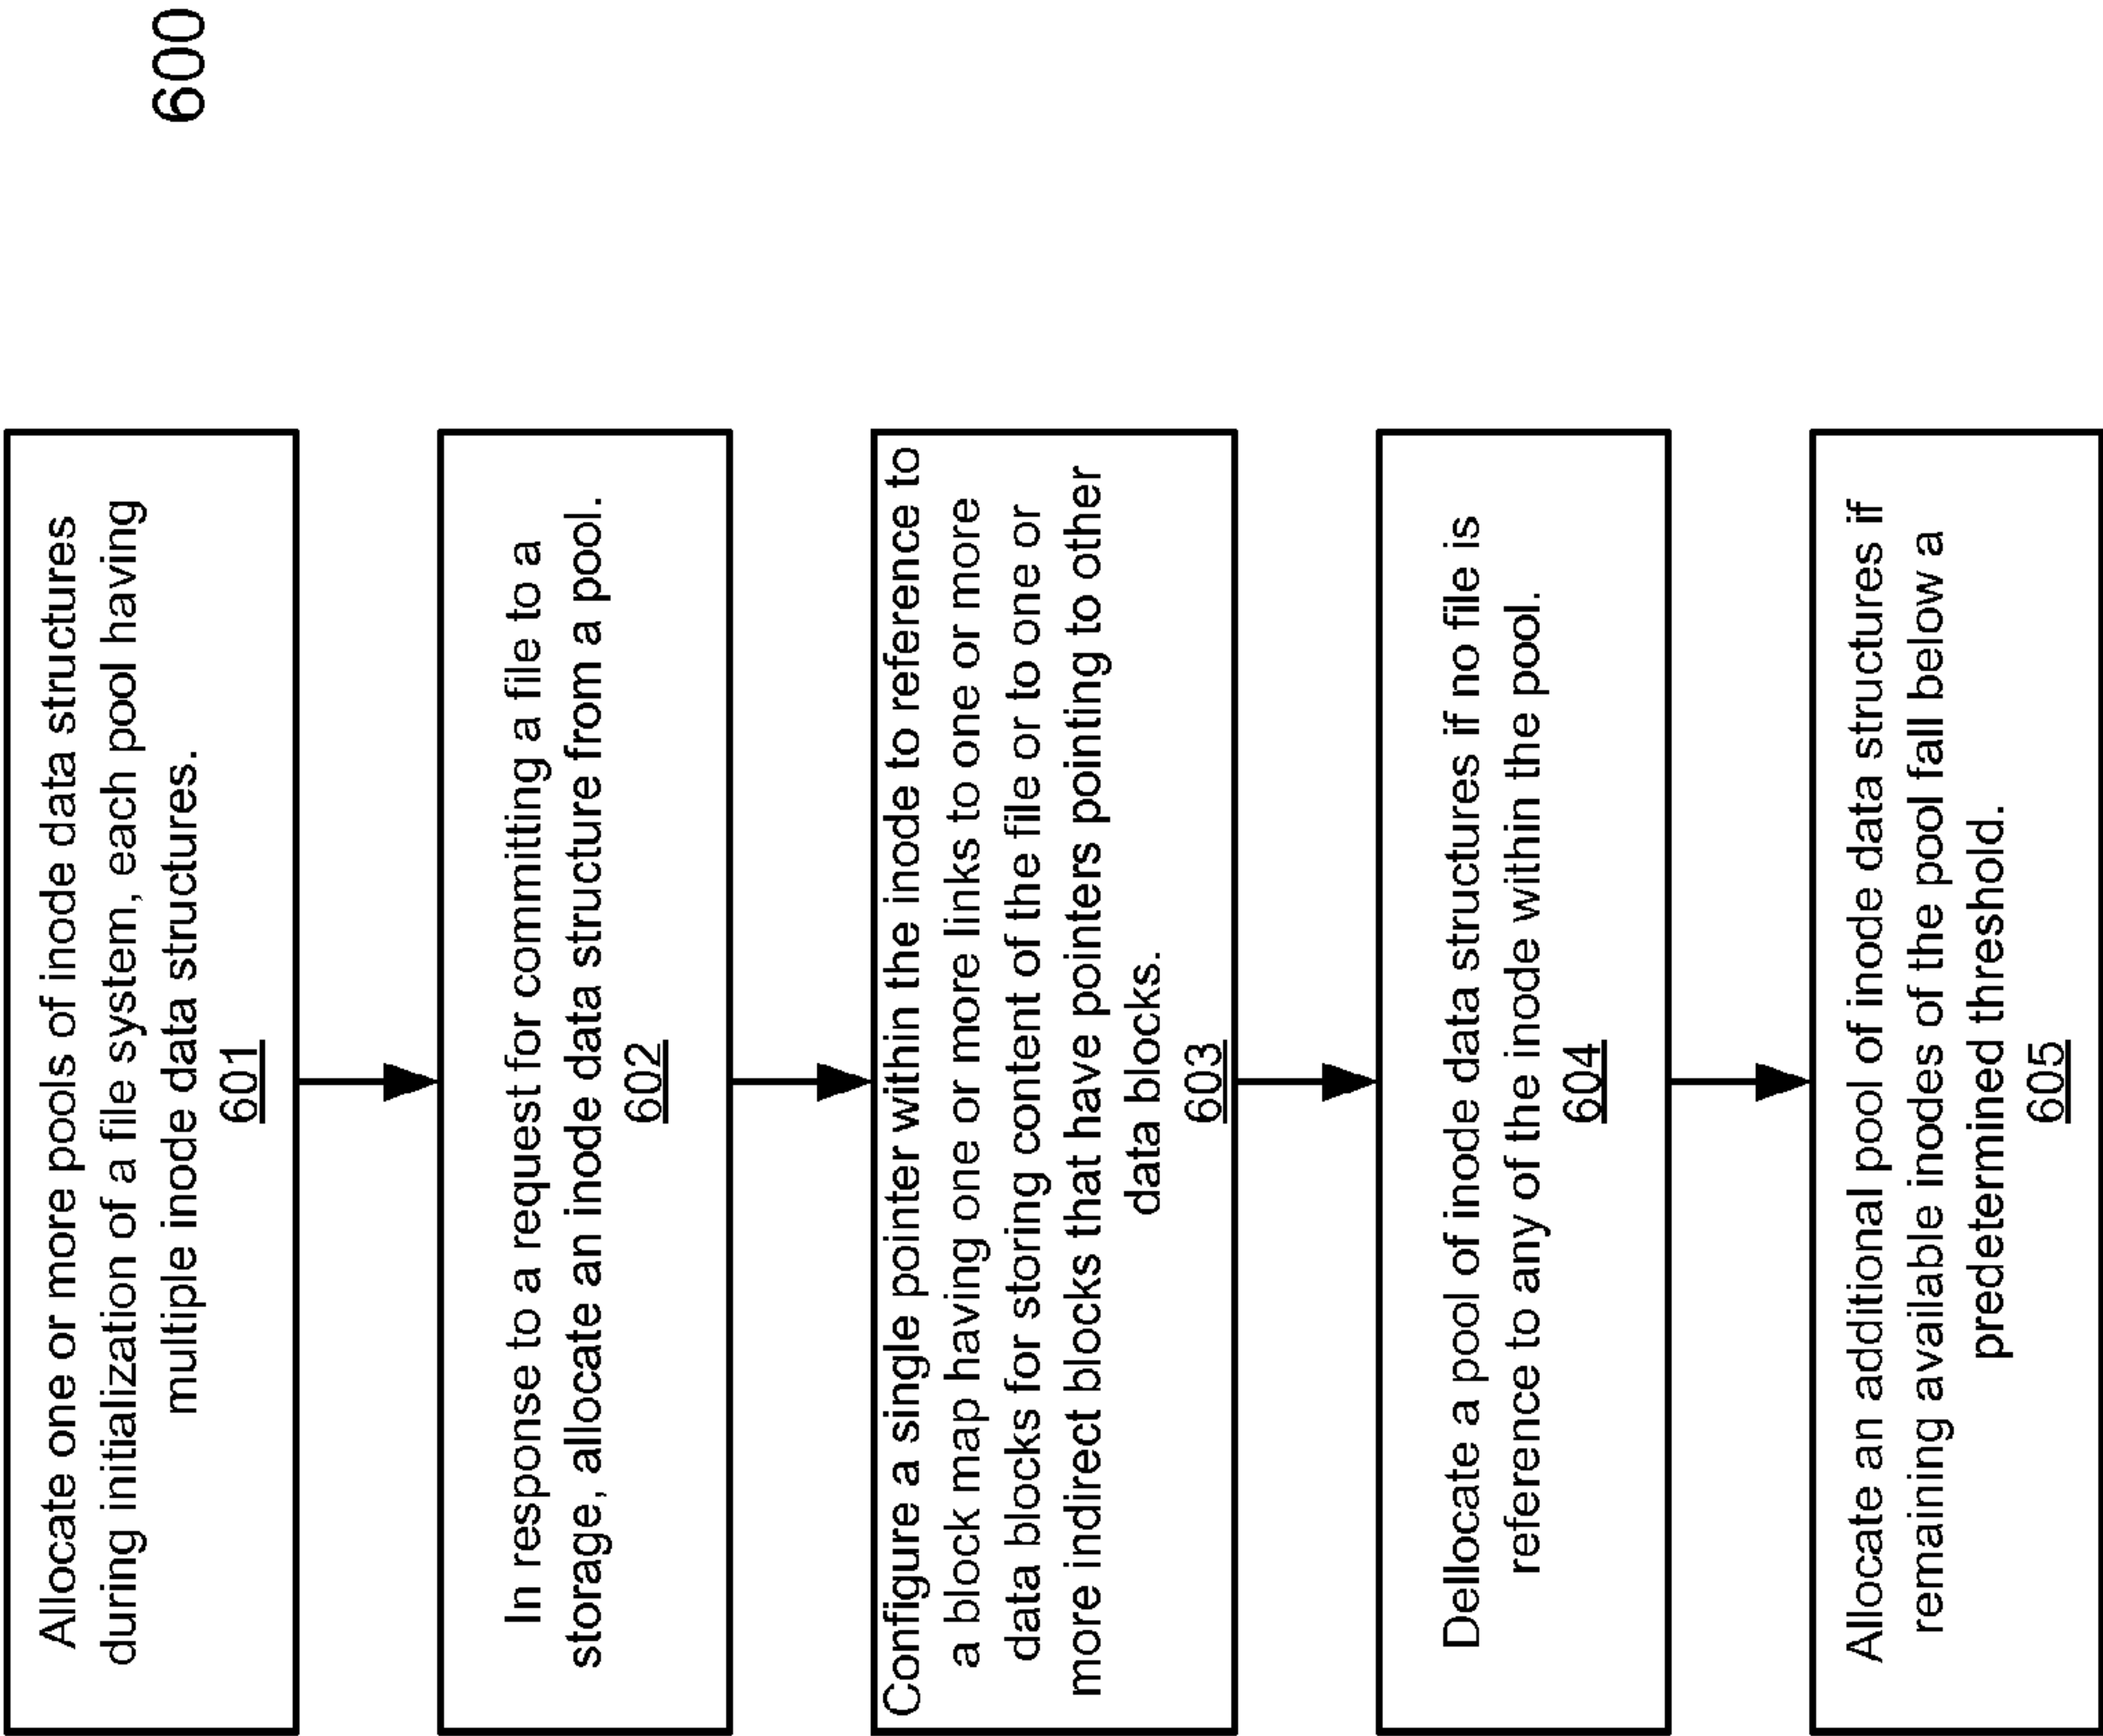 600
Allocate one or more pools of inode data structures
during initialization of a file system, each pool having
multiple inode data structures.
601
In response to a request for committing a file to a
storage, allocate an inode data structure from a pool.
602
Configure a single pointer within the inode to reference to
a block map having one or more links to one or more
data blocks for storing content of the file or to one or
more indirect blocks that have pointers pointing to other
data blocks.
603
Dellocate a pool of inode data structures if no file is
reference to any of the inode within the pool.
604
Allocate an additional pool of inode data structures if
remaining available inodes of the pool fall below a
predetermined threshold.
605